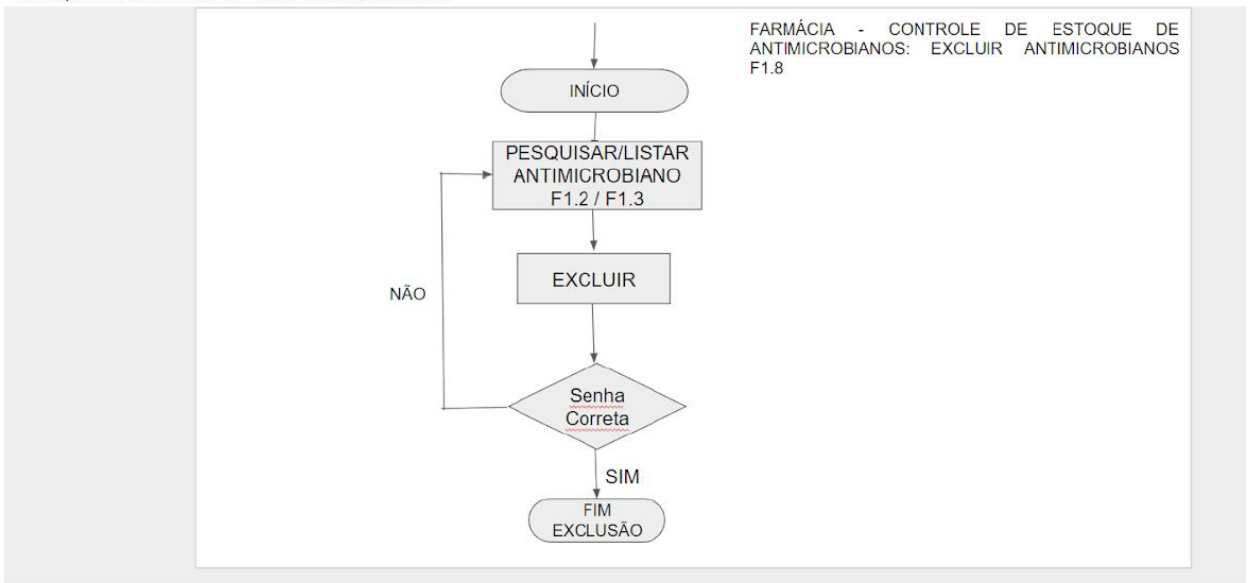 FARMÁCIA - CONTROLE DE ESTOQUE DE
ANTIMICROBIANOS: EXCLUIR ANTIMICROBIANOS
F1.8
INÍCIO
PESQUISAR/LISTAR
ANTIMICROBIANO
F1.2 / F1.3
EXCLUIR
NÃO
Senha
Correta
SIM
FIM
EXCLUSÃO